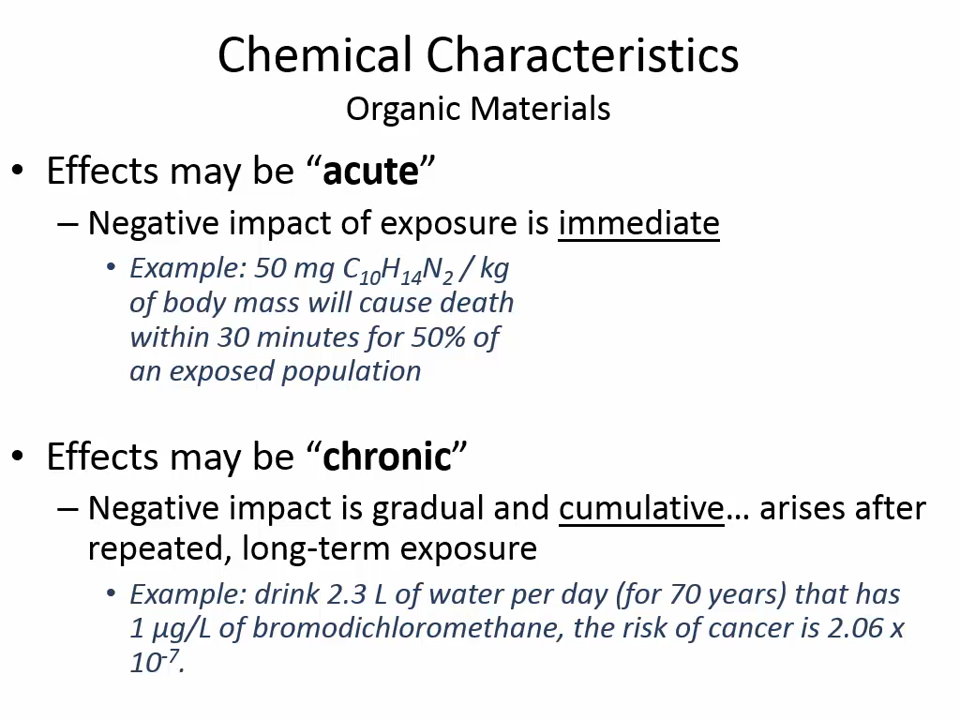 Chemical Characteristics
Organic Materials
• Effects may be “acute”
– Negative impact of exposure is immediate
• Example: 50 mg C₁₀H₁₄N₂ / kg
of body mass will cause death
within 30 minutes for 50% of
an exposed population
• Effects may be “chronic”
– Negative impact is gradual and cumulative… arises after
repeated, long-term exposure
• Example: drink 2.3 L of water per day (for 70 years) that has
1 µg/L of bromodichloromethane, the risk of cancer is 2.06 x
10⁻⁷.